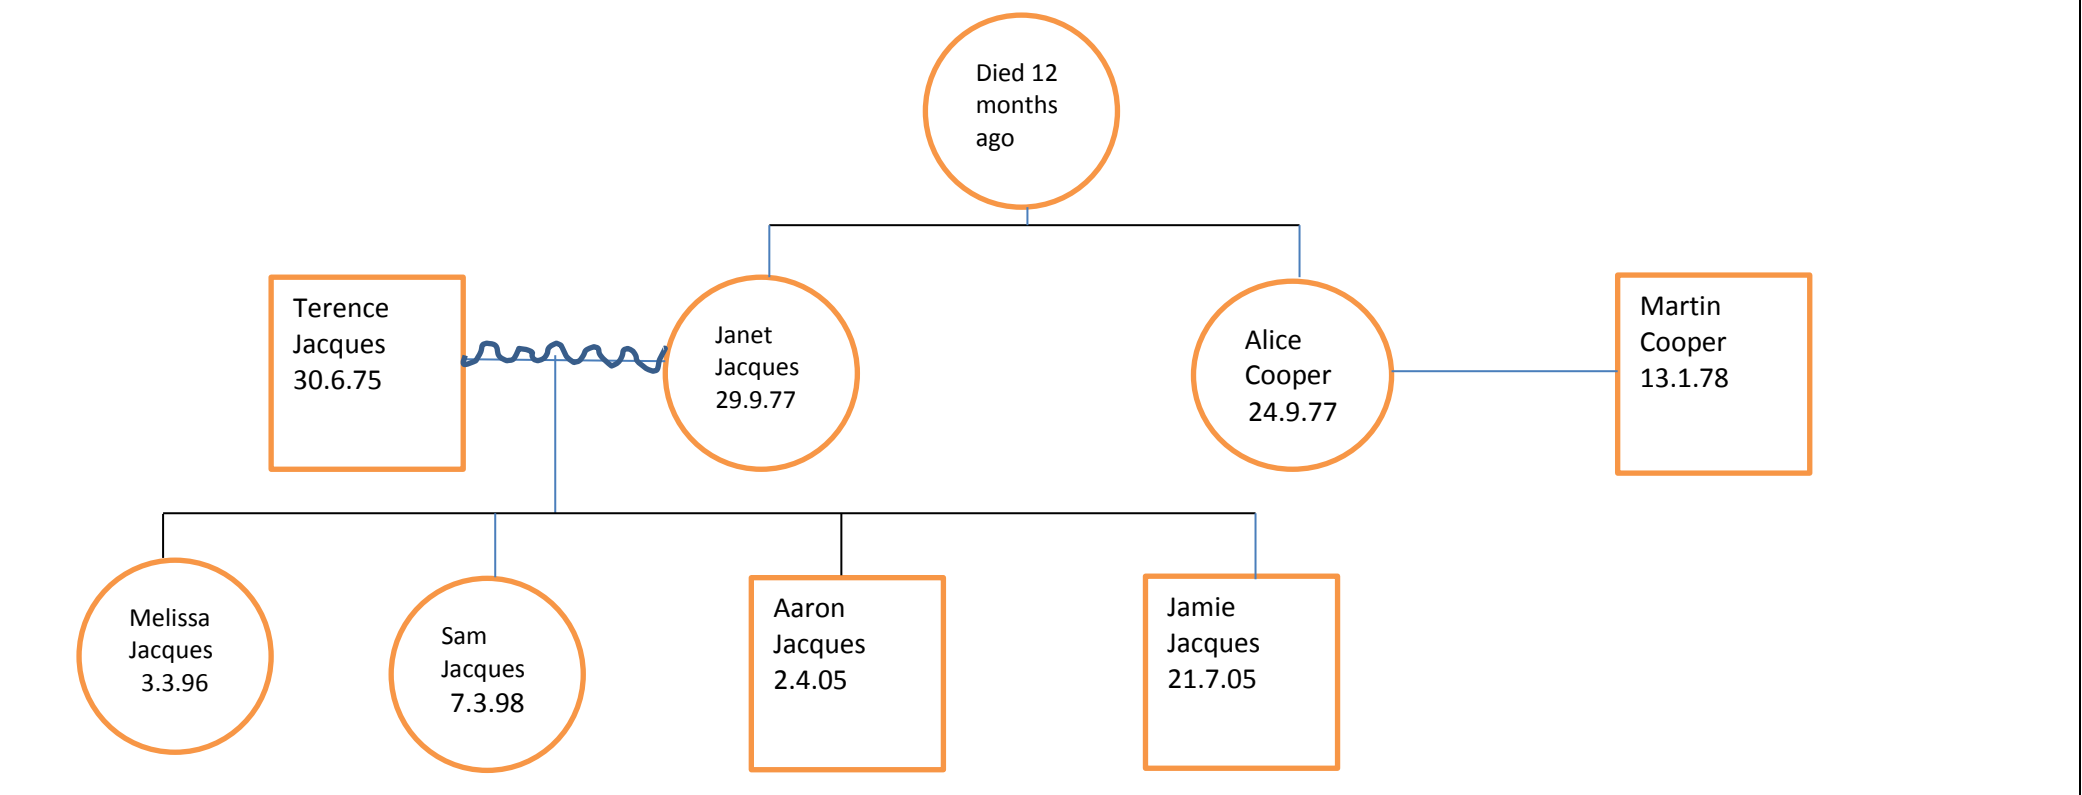 Died 12
months
ago
Terence
Jacques
30.6.75
Janet
Jacques
29.9.77
Alice
Cooper
24.9.77
Martin
Cooper
13.1.78
Melissa
Jacques
3.3.96
Sam
Jacques
7.3.98
Aaron
Jacques
2.4.05
Jamie
Jacques
21.7.05